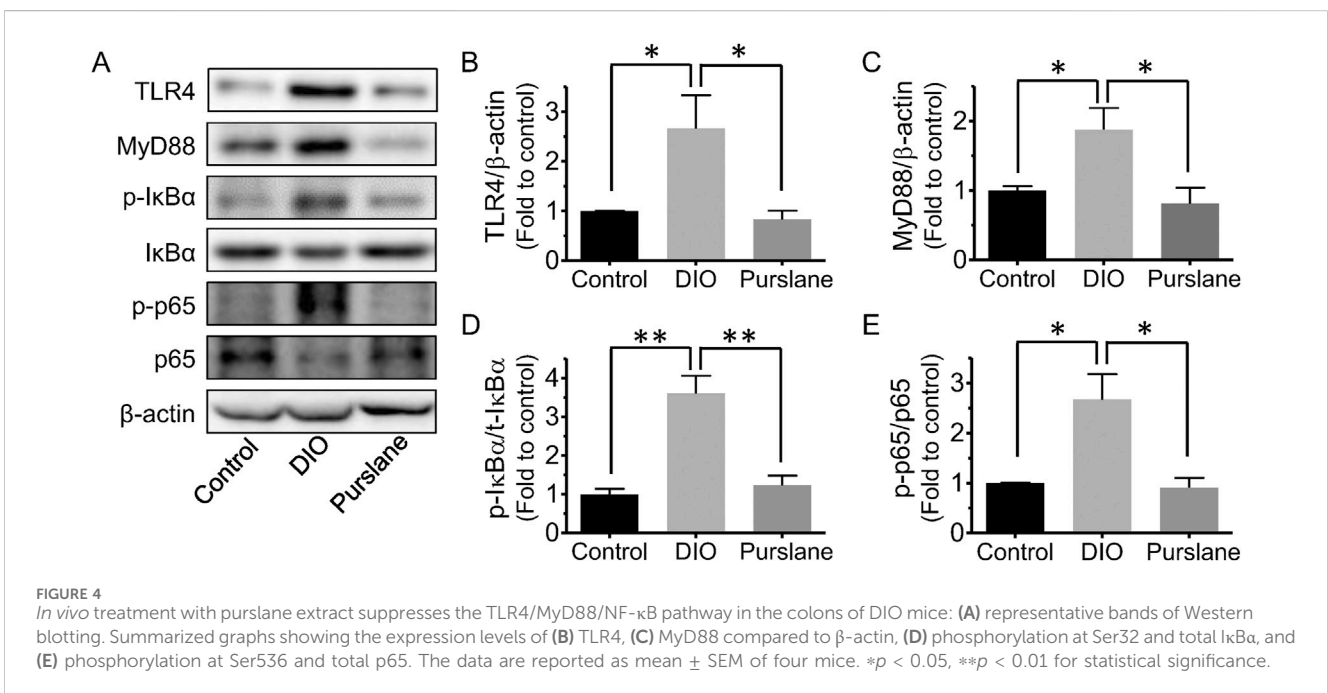 A
TLR4
MyD88
p-IκBα
IκBα
p-p65
p65
β-actin
Control
DIO
Purslane
B
*
*
TLR4/β-actin
(Fold to control)
3
2
1
0
Control
DIO
Purslane
C
*
*
MyD88/β-actin
(Fold to control)
2
1
0
Control
DIO
Purslane
D
**
**
p-IκBα/t-IκBα
(Fold to control)
4
3
2
1
0
Control
DIO
Purslane
E
*
*
p-p65/p65
(Fold to control)
3
2
1
0
Control
DIO
Purslane
FIGURE 4
In vivo treatment with purslane extract suppresses the TLR4/MyD88/NF-κB pathway in the colons of DIO mice: (A) representative bands of Western
blotting. Summarized graphs showing the expression levels of (B) TLR4, (C) MyD88 compared to β-actin, (D) phosphorylation at Ser32 and total IκBα, and
(E) phosphorylation at Ser536 and total p65. The data are reported as mean ± SEM of four mice. *p < 0.05, **p < 0.01 for statistical significance.